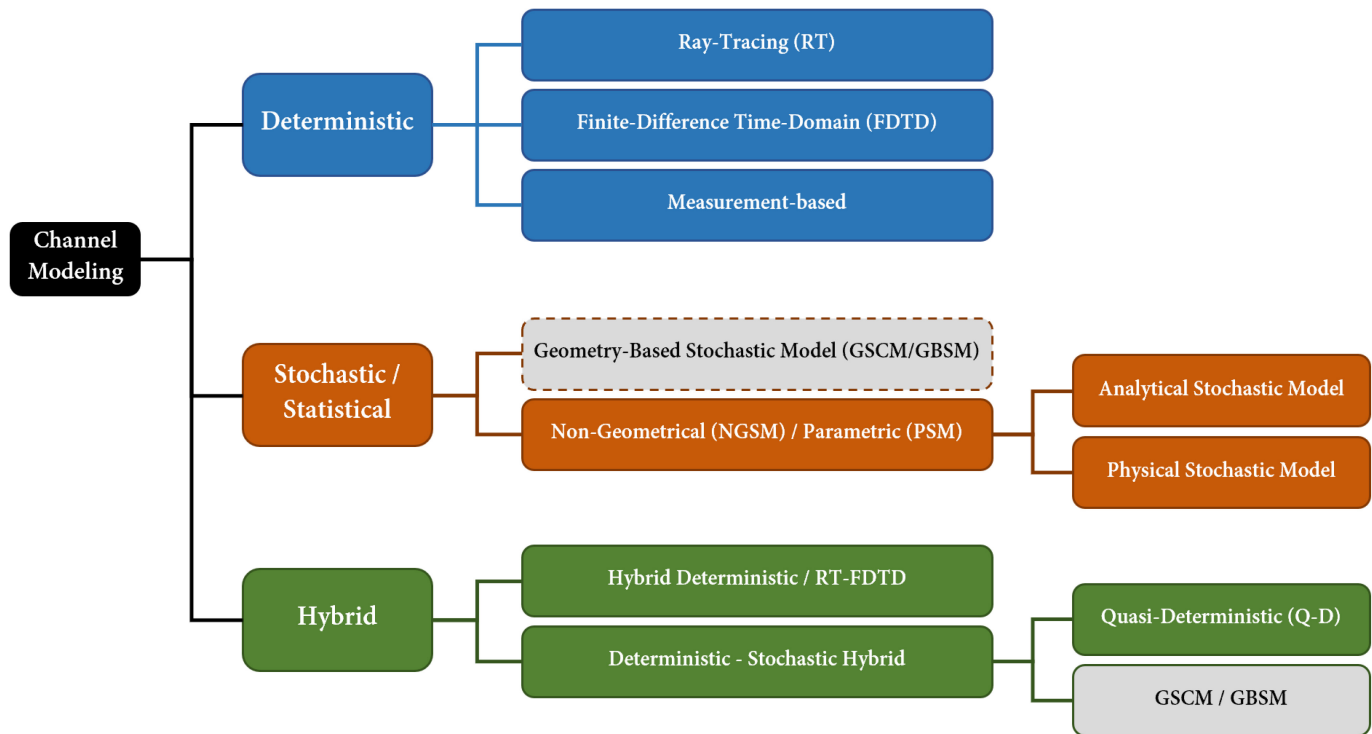 Channel
Modeling
Deterministic
Ray-Tracing (RT)
Finite-Difference Time-Domain (FDTD)
Measurement-based
Stochastic /
Statistical
Geometry-Based Stochastic Model (GSCM/GBSM)
Non-Geometrical (NGSM) / Parametric (PSM)
Analytical Stochastic Model
Physical Stochastic Model
Hybrid
Hybrid Deterministic / RT-FDTD
Deterministic - Stochastic Hybrid
Quasi-Deterministic (Q-D)
GSCM / GBSM